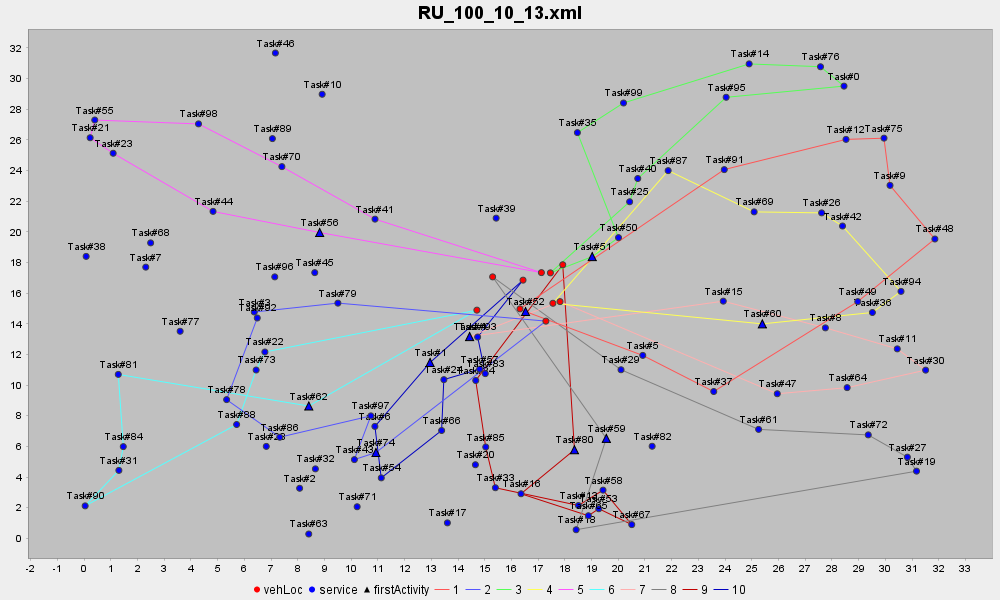 RU_100_10_13.xml
32
30
28
26
24
22
20
18
16
14
12
10
8
6
4
2
0
Task#46
Task#14
Task#76
Task#0
Task#10
Task#95
Task#99
Task#55
Task#98
Task#21
Task#23
Task#89
Task#35
Task#12
Task#75
Task#70
Task#87
Task#91
Task#40
Task#9
Task#44
Task#25
Task#41
Task#39
Task#69
Task#26
Task#56
Task#42
Task#50
Task#48
Task#68
Task#38
Task#7
Task#51
Task#96
Task#45
Task#94
Task#79
Task#15
Task#49
Task#36
Task#52
Task#60
Task#8
Task#77
Task#22
Task#1
Task#5
Task#11
Task#73
Task#57
Task#29
Task#30
Task#81
Task#37
Task#47
Task#64
Task#78
Task#62
Task#97
Task#6
Task#88
Task#66
Task#61
Task#72
Task#86
Task#59
Task#80
Task#82
Task#84
Task#74
Task#85
Task#27
Task#31
Task#32
Task#54
Task#20
Task#19
Task#2
Task#33
Task#16
Task#58
Task#90
Task#71
Task#17
Task#67
Task#63
Task#18
-2 -1 0 1 2 3 4 5 6 7 8 9 10 11 12 13 14 15 16 17 18 19 20 21 22 23 24 25 26 27 28 29 30 31 32 33
vehLoc service firstActivity 1 2 3 4 5 6 7 8 9 10